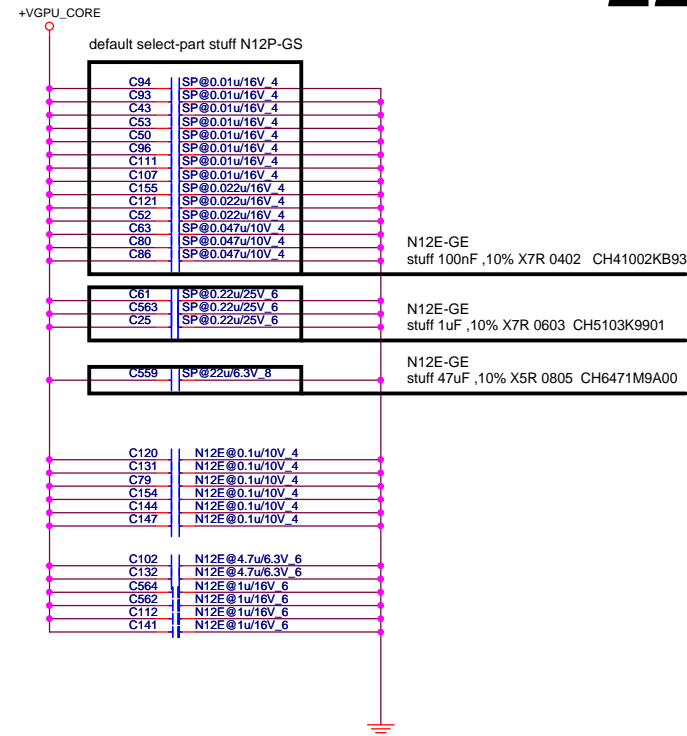 +VGPU_CORE
default select-part stuff N12P-GS
C94 SP@0.01u/16V_4
C93 SP@0.01u/16V_4
C43 SP@0.01u/16V_4
C53 SP@0.01u/16V_4
C50 SP@0.01u/16V_4
C96 SP@0.01u/16V_4
C111 SP@0.01u/16V_4
C107 SP@0.01u/16V_4
C155 SP@0.022u/16V_4
C121 SP@0.022u/16V_4
C52 SP@0.022u/16V_4
C63 SP@0.047u/10V_4
C80 SP@0.047u/10V_4
C86 SP@0.047u/10V_4
N12E-GE
stuff 100nF ,10% X7R 0402 CH41002KB93
C61 SP@0.22u/25V_6
C563 SP@0.22u/25V_6
C25 SP@0.22u/25V_6
N12E-GE
stuff 1uF ,10% X7R 0603 CH5103K9901
C559 SP@22u/6.3V_8
N12E-GE
stuff 47uF ,10% X5R 0805 CH6471M9A00
C120 N12E@0.1u/10V_4
C131 N12E@0.1u/10V_4
C79 N12E@0.1u/10V_4
C154 N12E@0.1u/10V_4
C144 N12E@0.1u/10V_4
C147 N12E@0.1u/10V_4
C102 N12E@4.7u/6.3V_6
C132 N12E@4.7u/6.3V_6
C564 N12E@1u/16V_6
C562 N12E@1u/16V_6
C112 N12E@1u/16V_6
C141 N12E@1u/16V_6